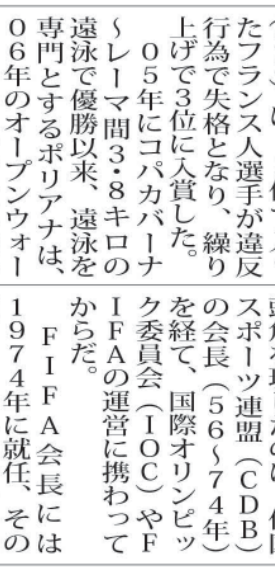 たフランス人選手が違反
行為で失格となり、繰り
上げで3位に入賞した。
　05年にコパカバーナ
〜レーマ間3・8キロの
遠泳で優勝以来、遠泳を
専門とするポリアナは、
06年のオープンウォー
スポーツ連盟（CDB）
の会長（56〜74年）
を経て、国際オリンピッ
ク委員会（IOC）やF
IFAの運営に携わって
からだ。
　FIFA会長には
1974年に就任、その